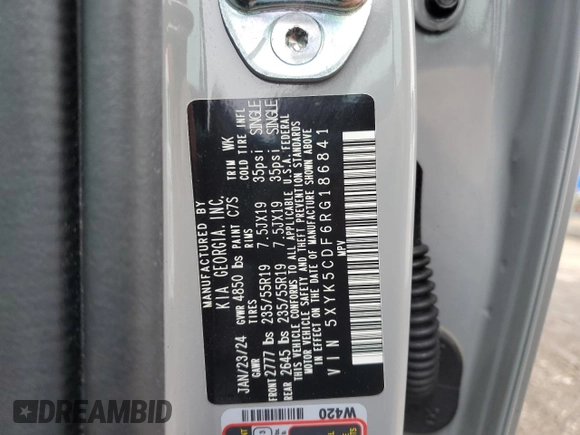 MANUFACTURED BY
KIA GEORGIA, INC.
JAN/23/24 GVWR 4850 lbs PAINT C7S TRIM WK
GAWR TIRES RIMS COLD TIRE INFL
FRONT 2777 lbs 235/55R19 7.5JX19 35psi SINGLE
REAR 2645 lbs 235/55R19 7.5JX19 35psi SINGLE
THIS VEHICLE CONFORMS TO ALL APPLICABLE U.S.A. FEDERAL
MOTOR VEHICLE SAFETY AND THEFT PREVENTION STANDARDS
IN EFFECT ON THE DATE OF MANUFACTURE SHOWN ABOVE
VIN 5XYK5CDF6RG186841
MPV
W420
DREAMBID